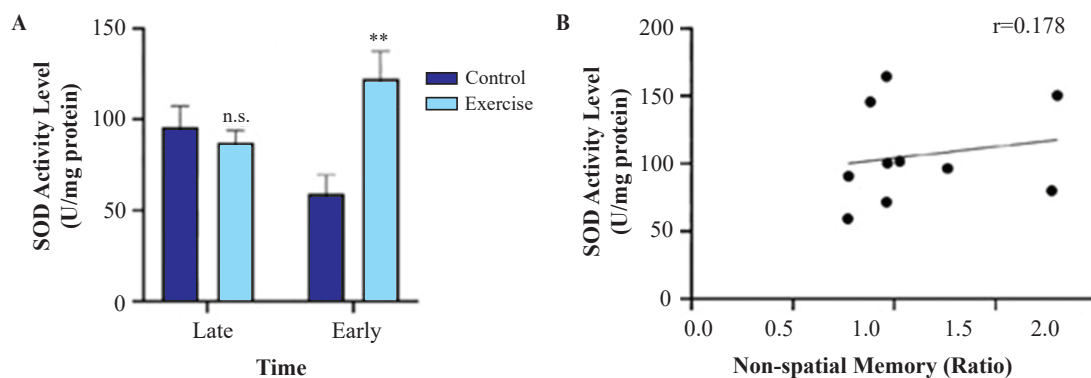 A
SOD Activity Level
(U/mg protein)
150
100
50
0
n.s.
**
Control
Exercise
Late
Early
Time
B
r=0.178
SOD Activity Level
(U/mg protein)
200
150
100
50
0
0.0 0.5 1.0 1.5 2.0
Non-spatial Memory (Ratio)